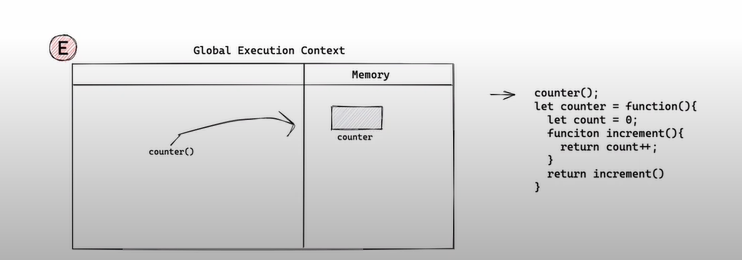 E
Global Execution Context
Memory
counter
counter()
counter();
let counter = function(){
let count = 0;
funciton increment(){
return count++;
}
return increment()
}